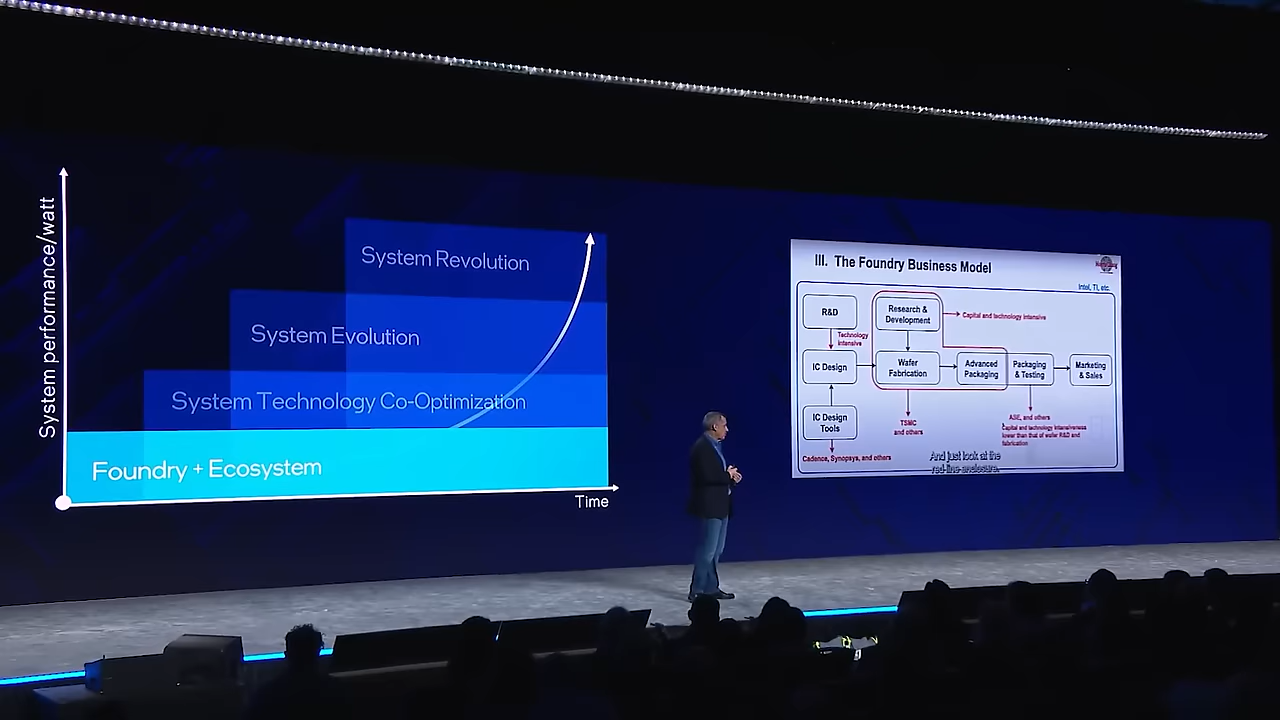 System performance/watt
System Revolution
System Evolution
System Technology Co-Optimization
Foundry + Ecosystem
Time
III. The Foundry Business Model
Intel, TI, etc.
R&D
Research &
Development
Capital and technology intensive
Technology
intensive
IC Design
Wafer
Fabrication
Advanced
Packaging
Packaging
& Testing
Marketing
& Sales
IC Design
Tools
TSMC
and others
ASE, and others
Capital and technology intensiveness
lower than that of wafer R&D and
fabrication
Cadence, Synopsys, and others
And just look at the
red-line-enclosure.